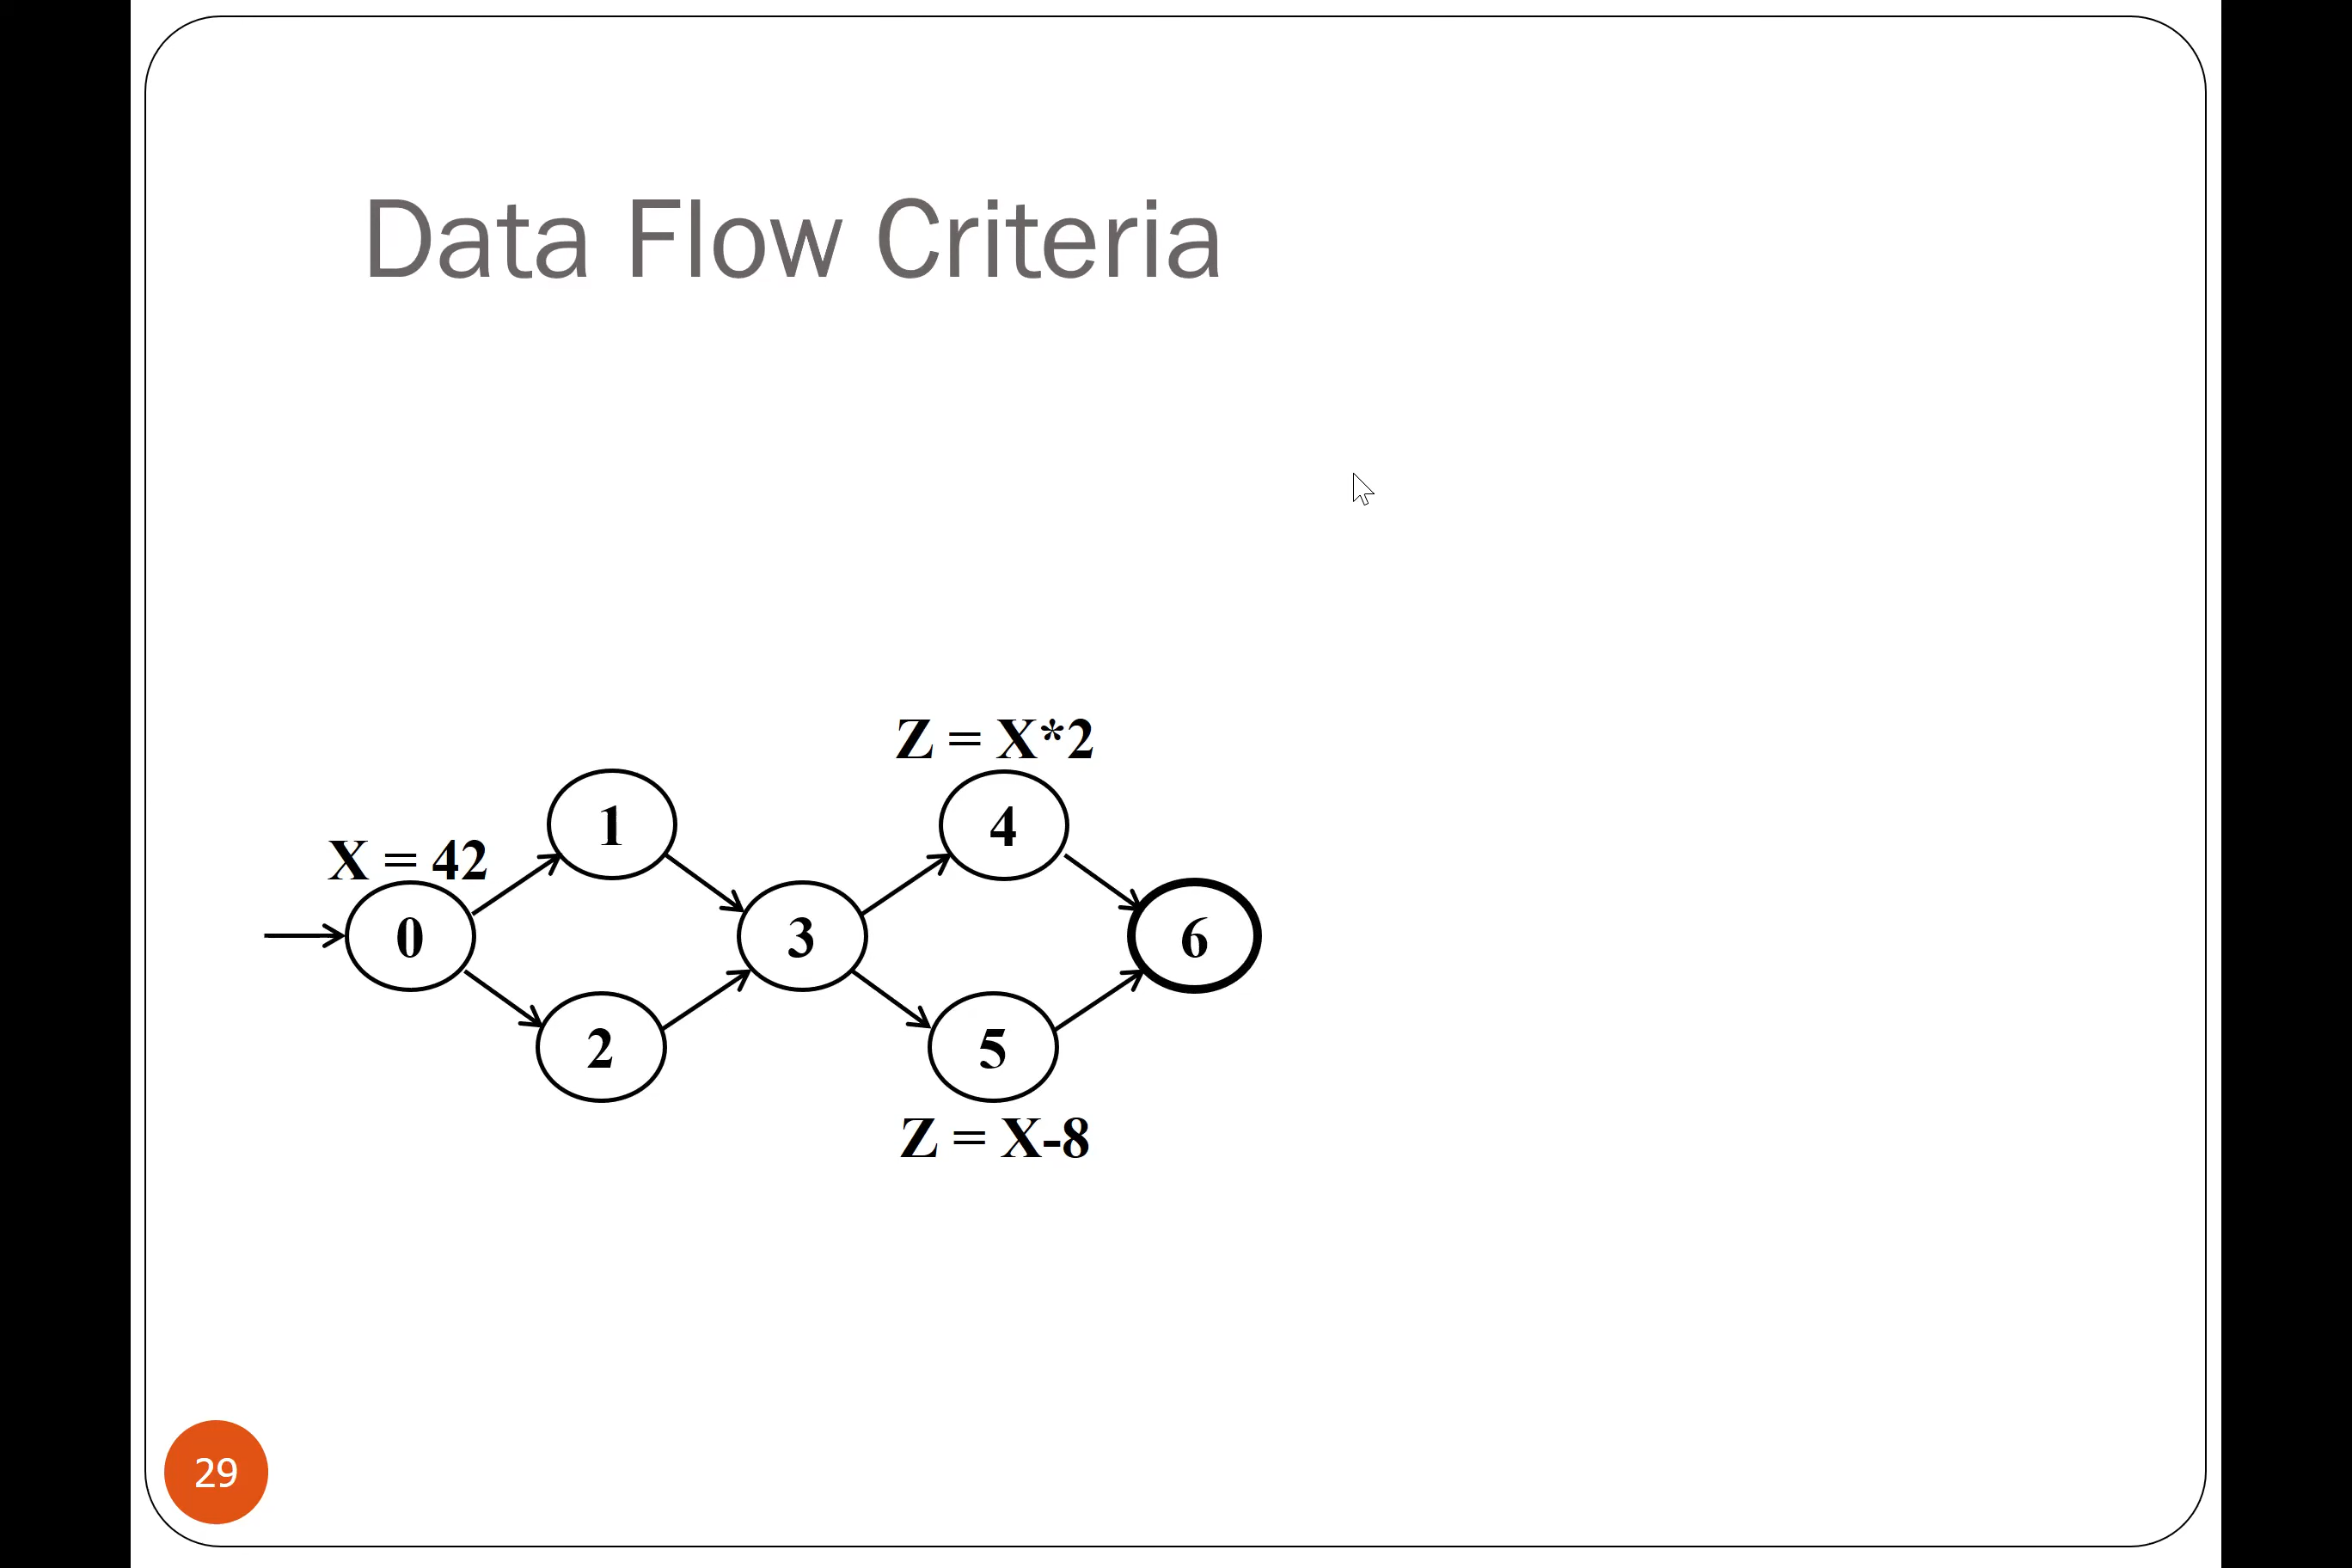 Data Flow Criteria
Z = X*2
1
4
X = 42
0
3
6
2
5
Z = X-8
29